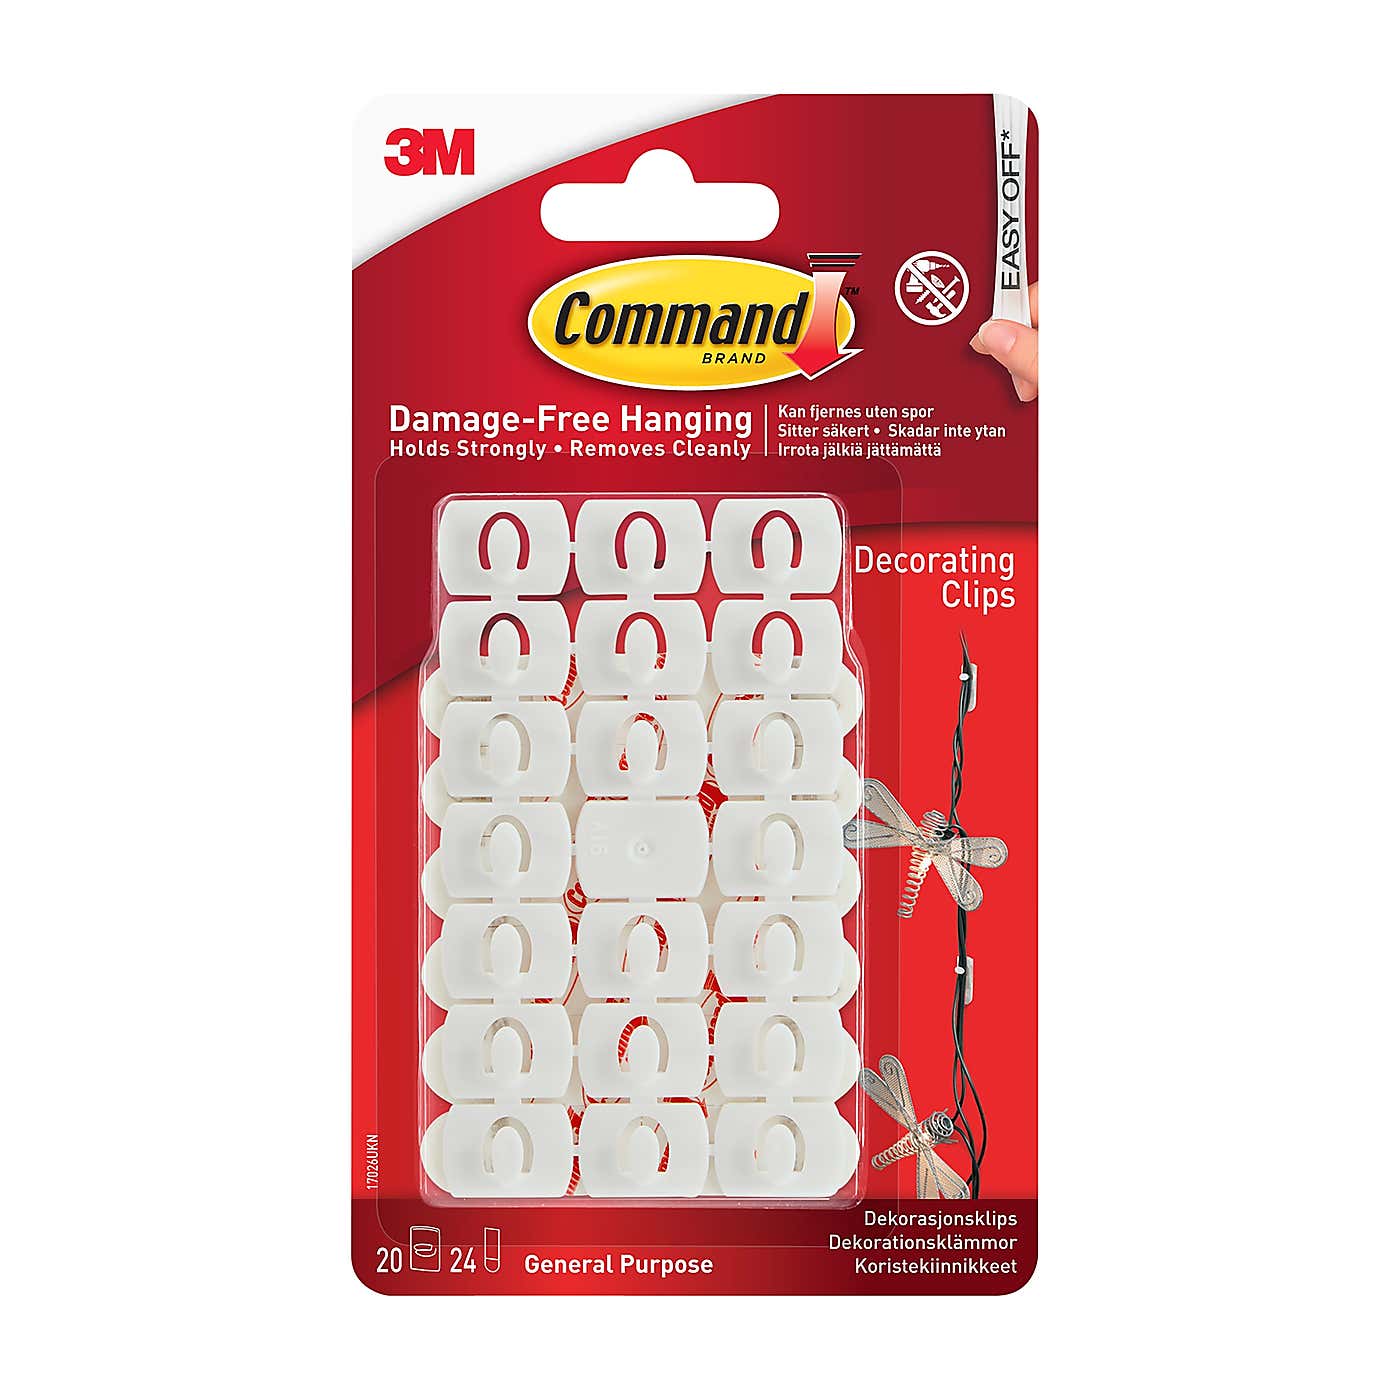 3M
EASY OFF*
Command™
BRAND
Damage-Free Hanging
Holds Strongly • Removes Cleanly
Kan fjernes uten spor
Sitter säkert • Skadar inte ytan
Irrota jälkiä jättämättä
Decorating
Clips
17026UKN
20 24 General Purpose
Dekorasjonsklips
Dekorationsklämmor
Koristekiinnikkeet